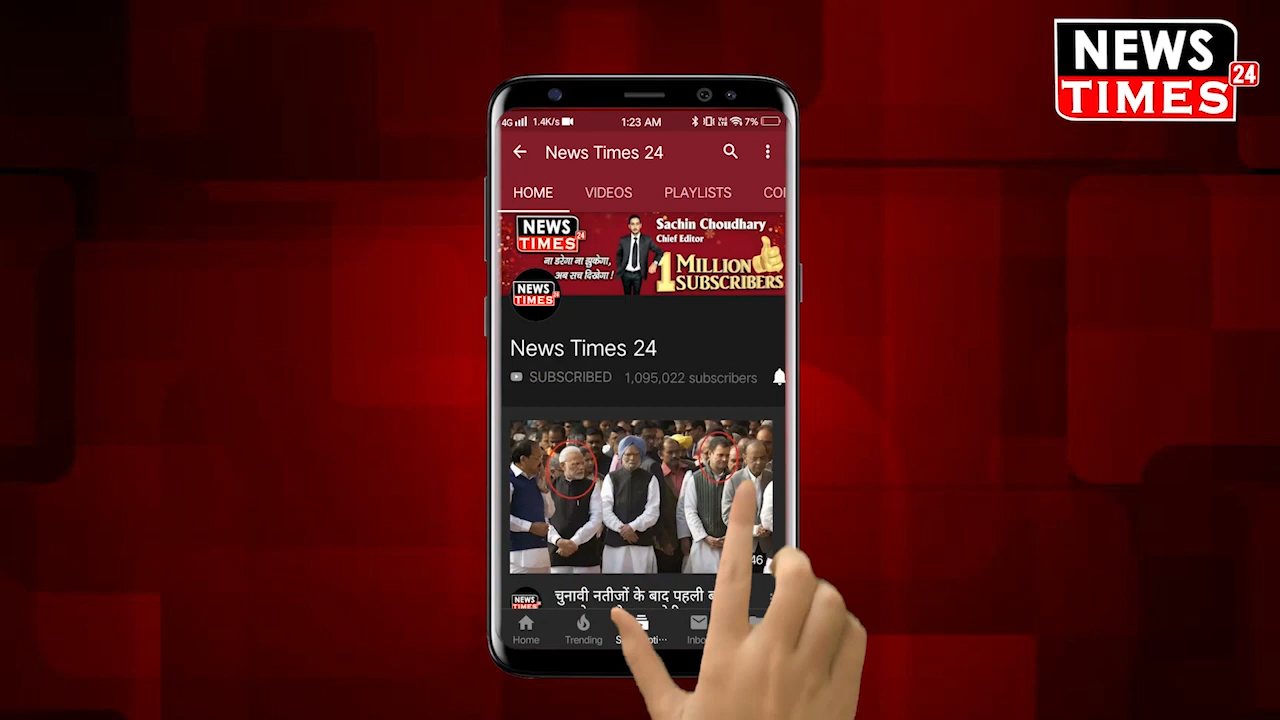 NEWS
TIMES 24
4G 1.4K/s 1:23 AM 7%
News Times 24
HOME VIDEOS PLAYLISTS
NEWS
TIMES 24
ना डरेगा ना झुकेगा,
अब सच दिखेगा !
Sachin Choudhary
Chief Editor
1 MILLION
SUBSCRIBERS
NEWS
TIMES
News Times 24
SUBSCRIBED 1,095,022 subscribers
NEWS
TIMES
चुनावी नतीजों के बाद पहली
Home Trending